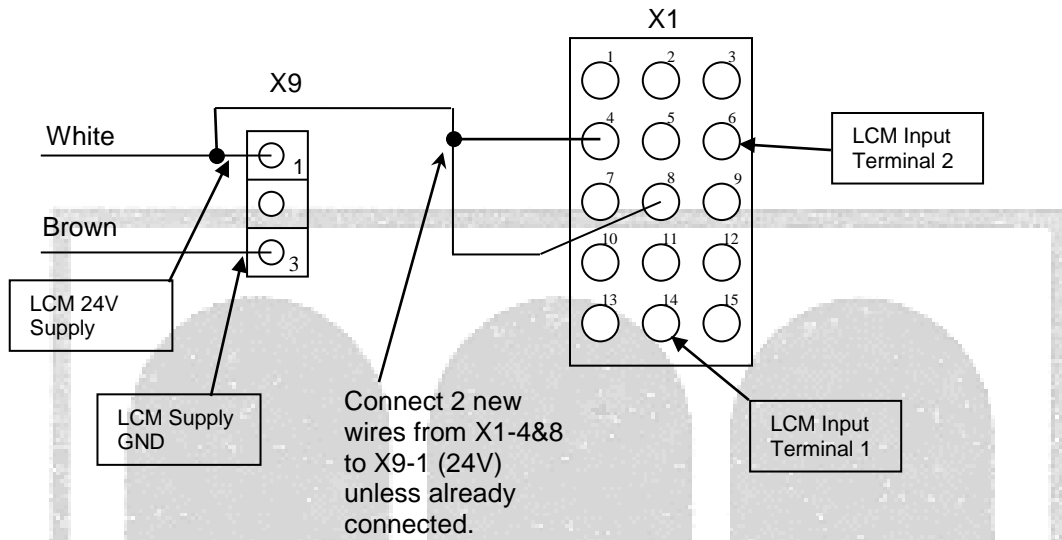 X1
X9
1 2 3
White
4 5 6
LCM Input
Terminal 2
1
7 8 9
Brown
3
10 11 12
LCM 24V
Supply
13 14 15
LCM Supply
GND
Connect 2 new
wires from X1-4&8
to X9-1 (24V)
unless already
connected.
LCM Input
Terminal 1